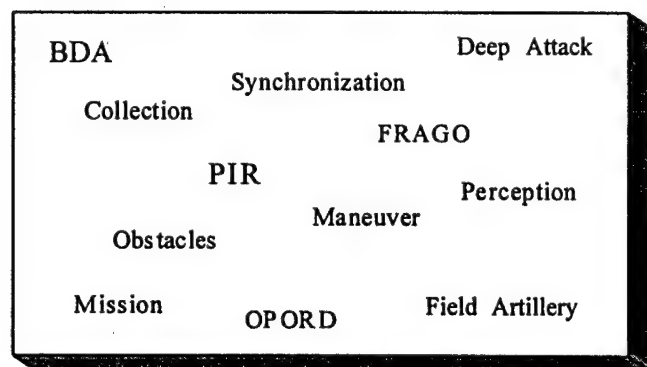 BDA
Deep Attack
Synchronization
Collection
FRAGO
PIR
Perception
Maneuver
Obstacles
Mission
OPORD
Field Artillery